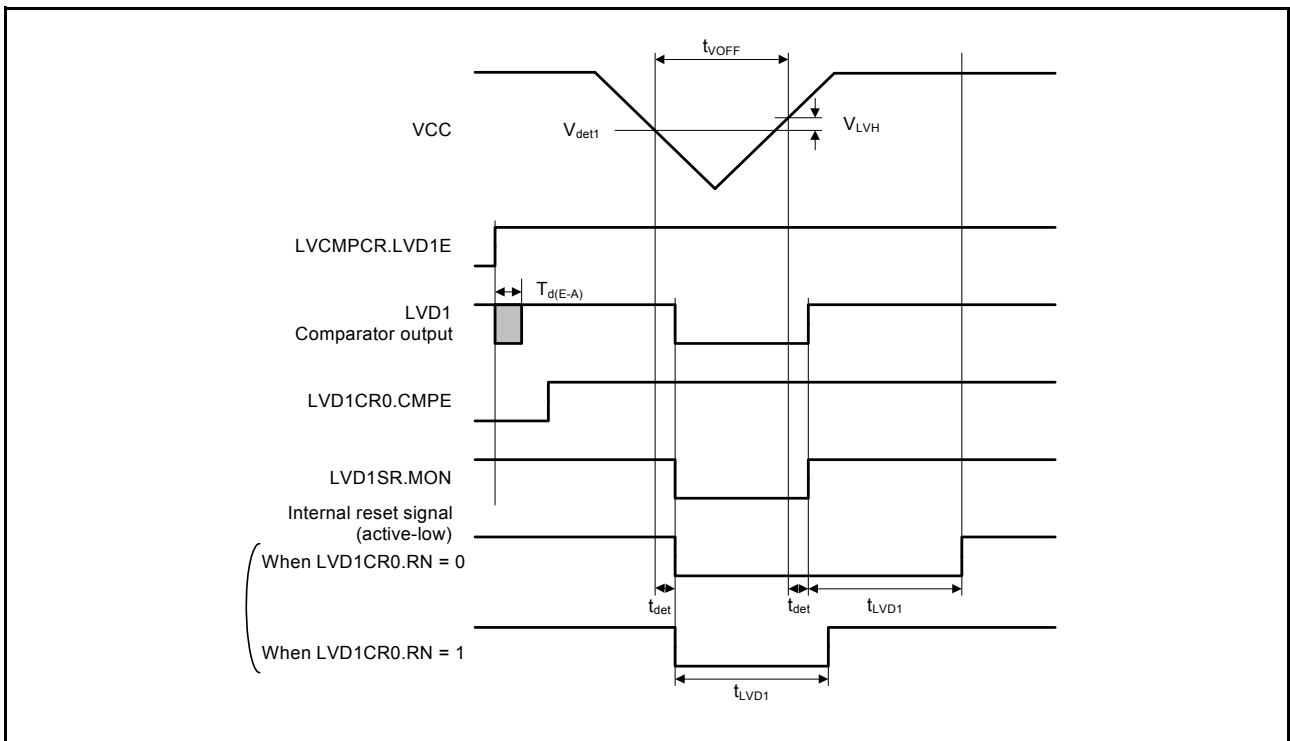 tVOFF
VCC
Vdet1
VLVH
LVCMPCR.LVD1E
Td(E-A)
LVD1
Comparator output
LVD1CR0.CMPE
LVD1SR.MON
Internal reset signal
(active-low)
When LVD1CR0.RN = 0
tdet
tdet
tLVD1
When LVD1CR0.RN = 1
tLVD1